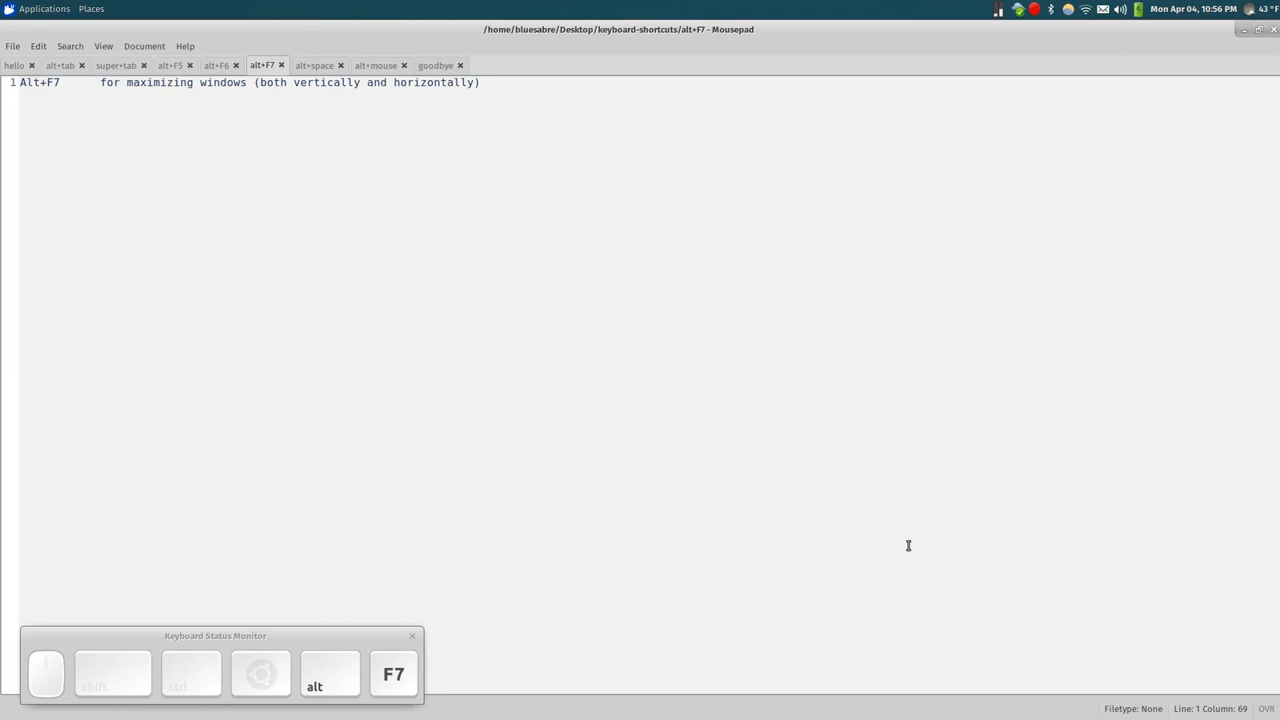 Applications Places
Mon Apr 04, 10:56 PM 43 °F
/home/bluesabre/Desktop/keyboard-shortcuts/alt+F7 - Mousepad
File Edit Search View Document Help
hello alt+tab super+tab alt+F5 alt+F6 alt+F7 alt+space alt+mouse goodbye
1 Alt+F7 for maximizing windows (both vertically and horizontally)
Keyboard Status Monitor
shift ctrl alt F7
Filetype: None Line: 1 Column: 69 OVR